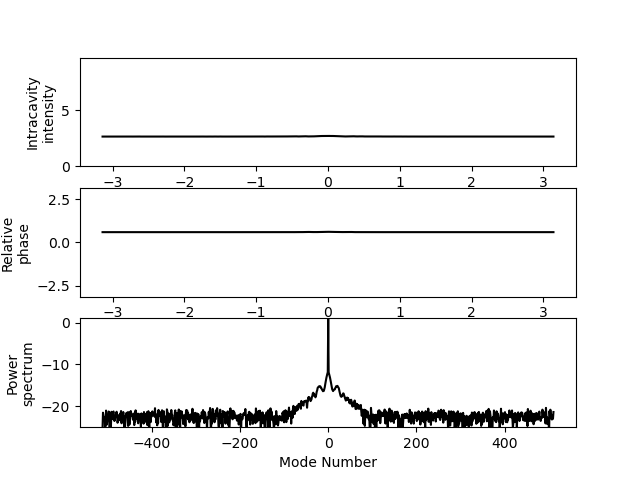 Intracavity
intensity
5
0
−3 −2 −1 0 1 2 3
Relative
phase
2.5
0.0
−2.5
−3 −2 −1 0 1 2 3
Power
spectrum
0
−10
−20
−400 −200 0 200 400
Mode Number